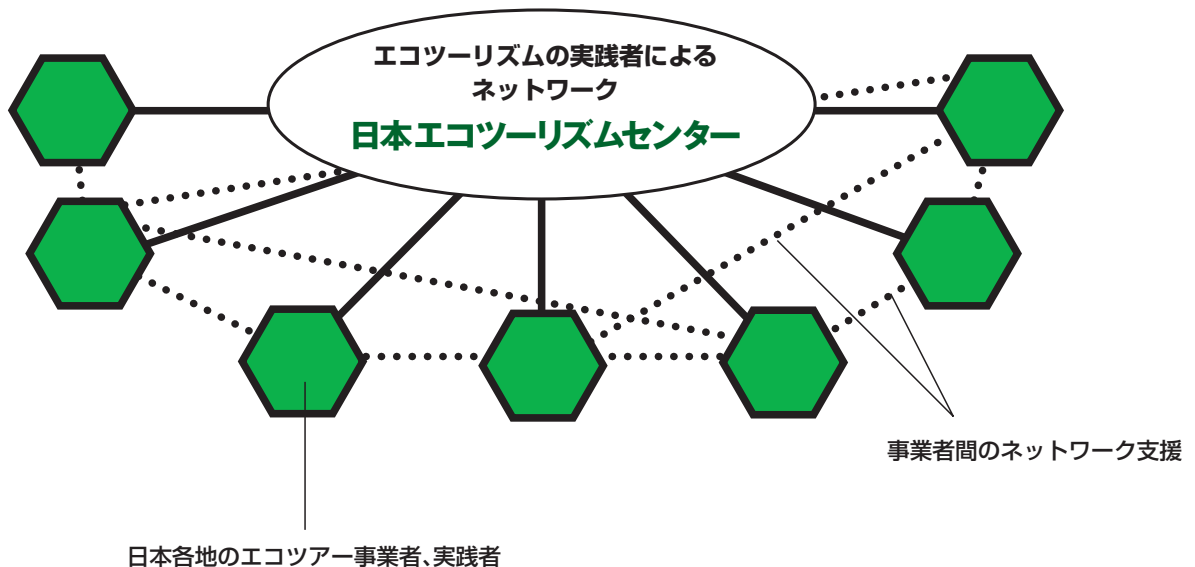 エコツーリズムの実践者による
ネットワーク
日本エコツーリズムセンター
事業者間のネットワーク支援
日本各地のエコツアー事業者、実践者